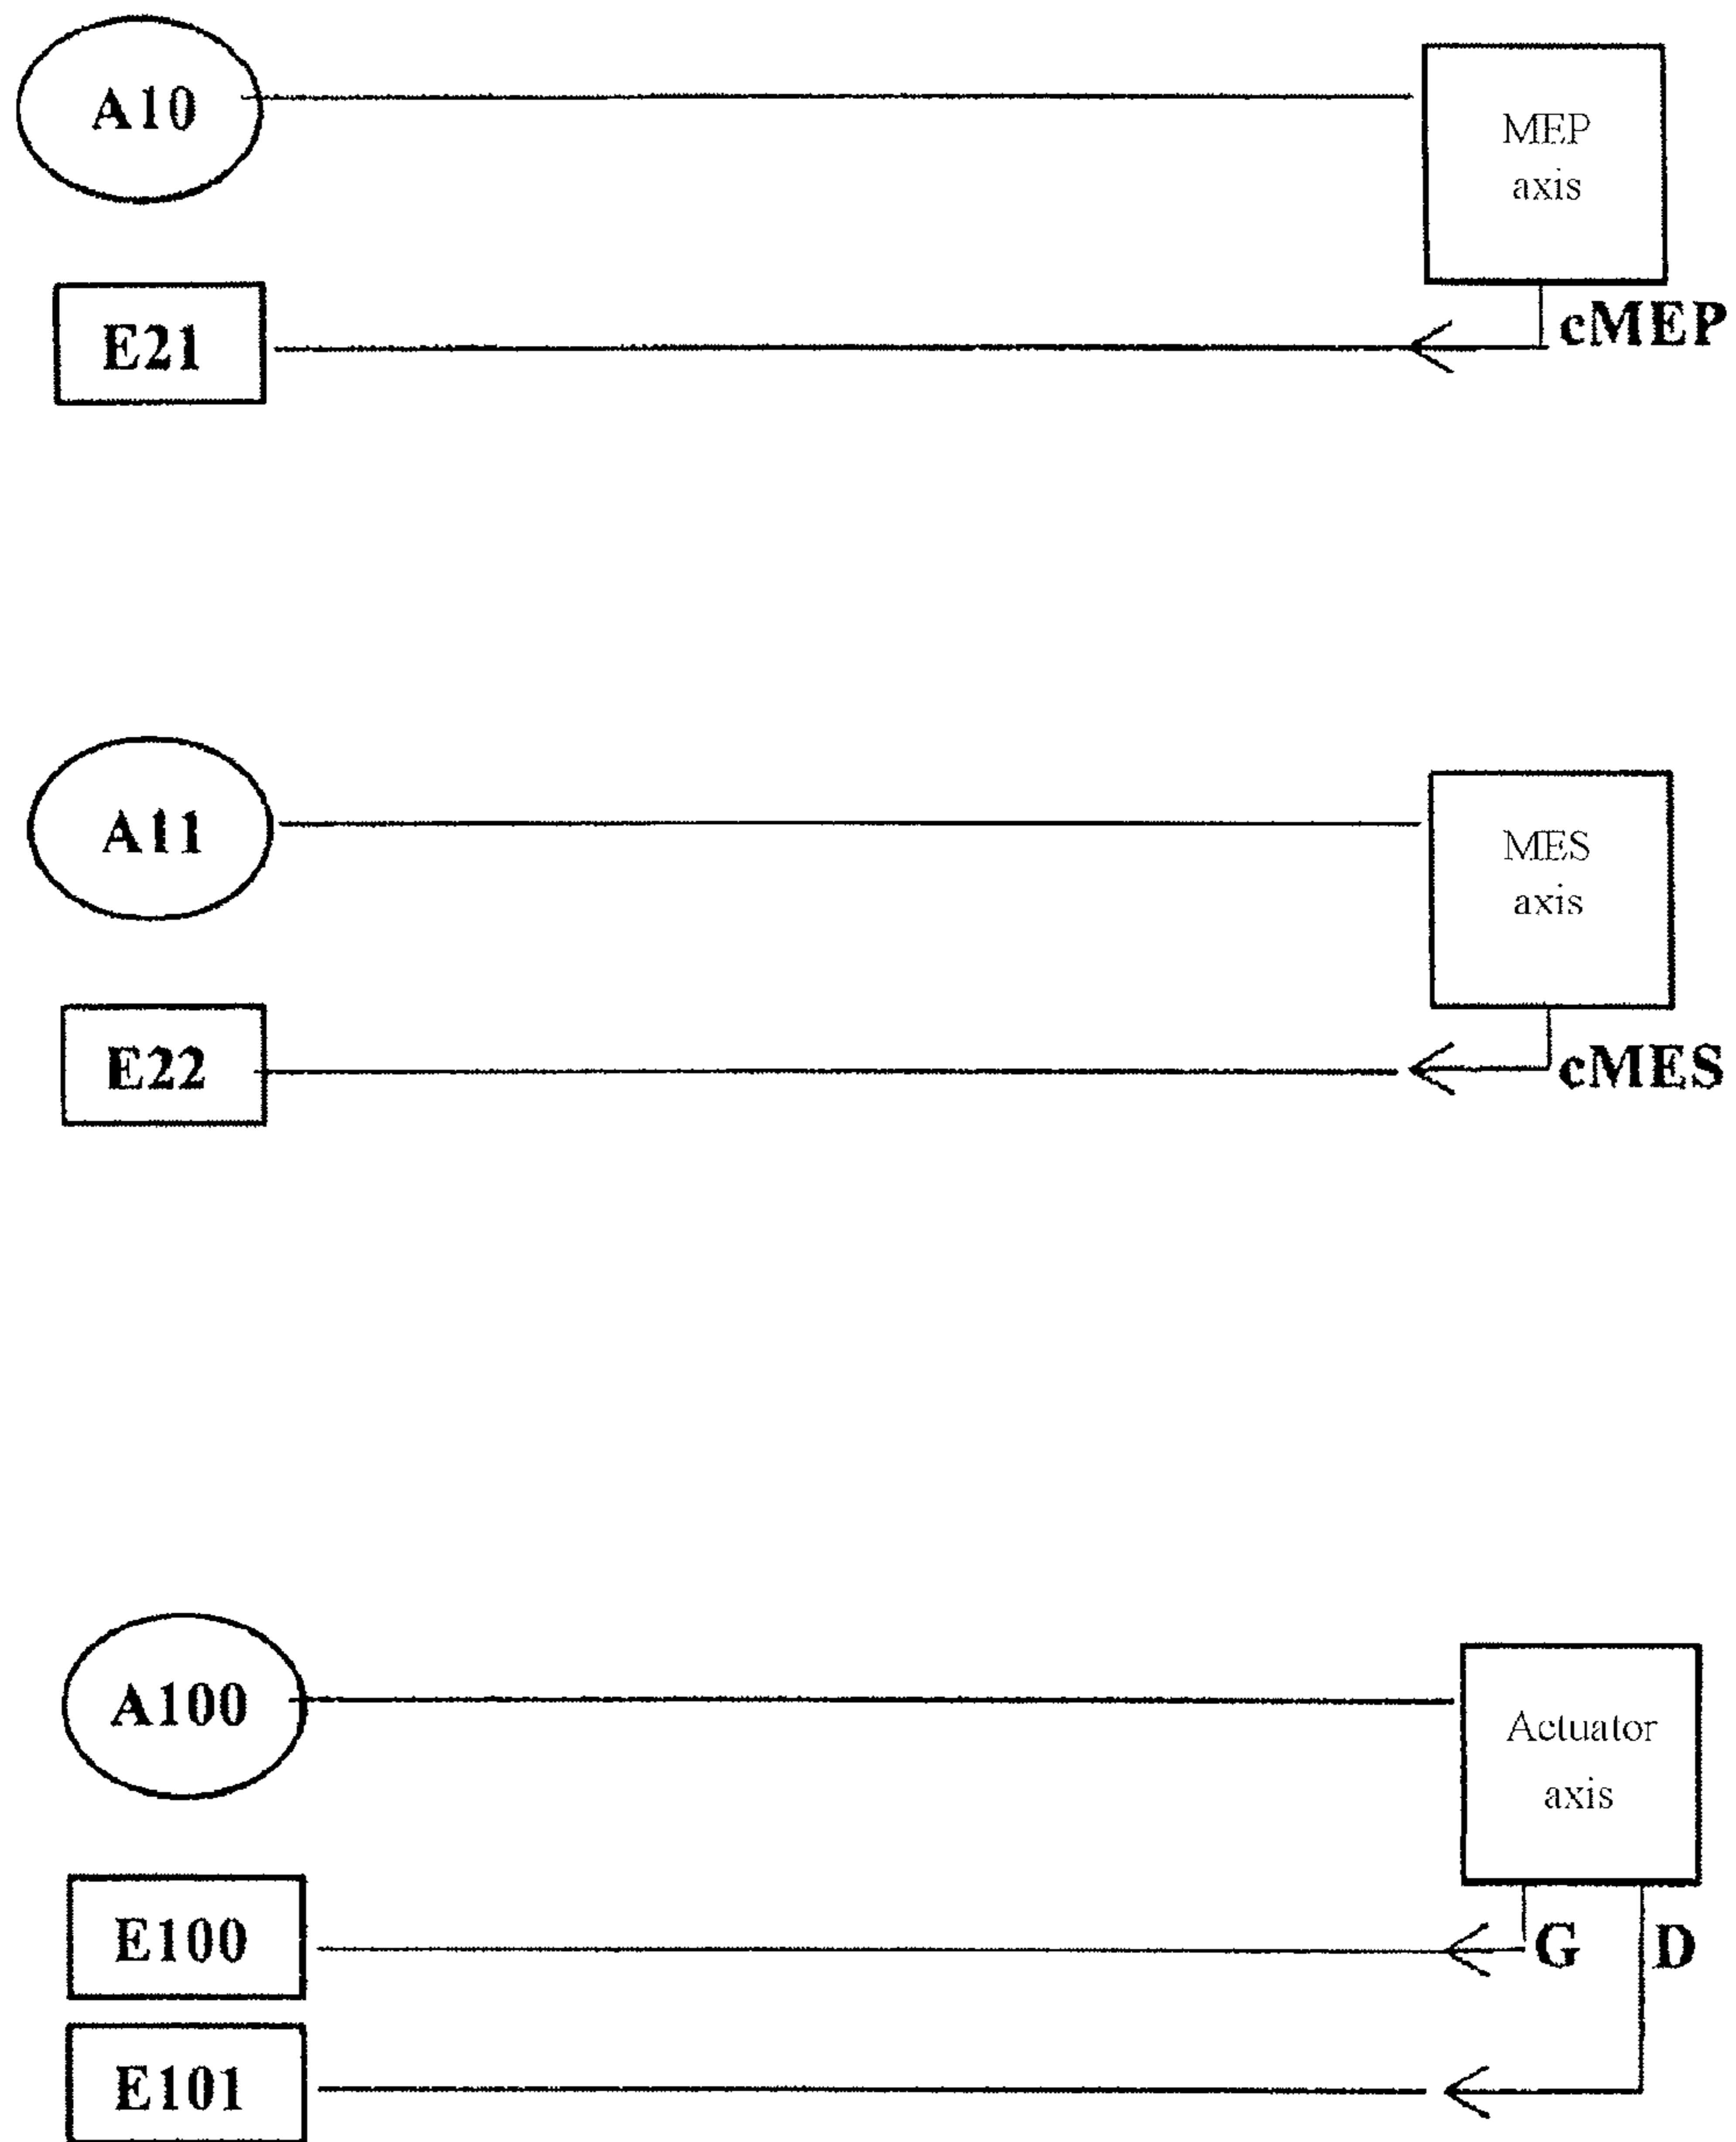 A10
MEP
axis
E21
cMEP
A11
MES
axis
E22
cMES
A100
Actuator
axis
E100
G
D
E101